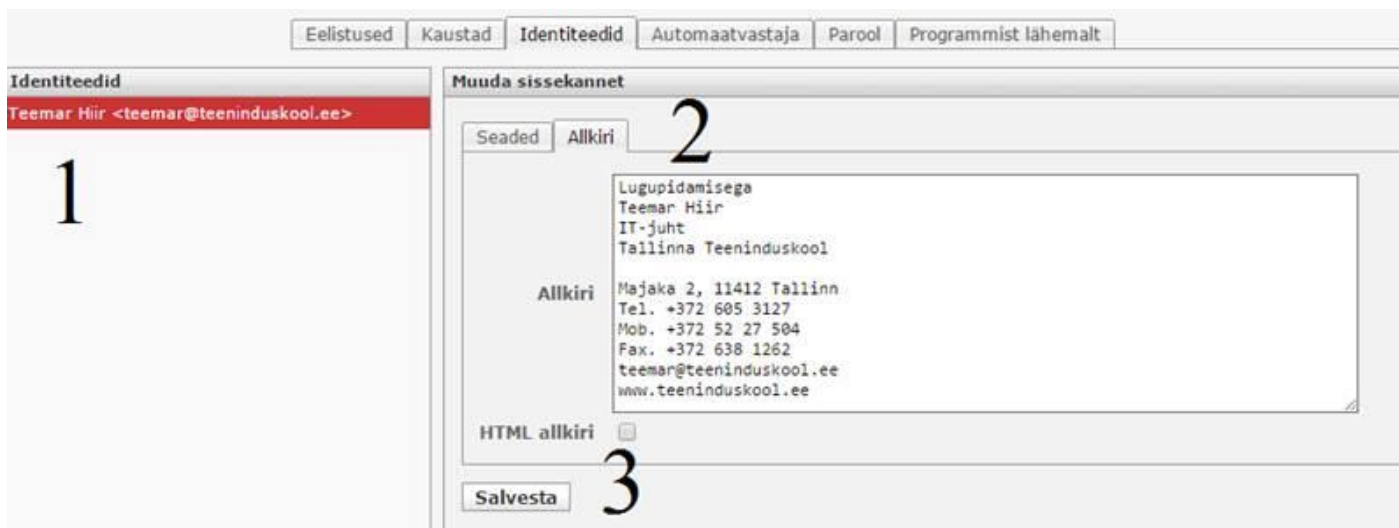 Eelistused Kaustad Identiteedid Automaatvastaja Parool Programmist lähemalt
Identiteedid
Teemar Hiir <teemar@teeninduskool.ee>
1
Muuda sissekannet
2
Seaded Allkiri
Allkiri
Lugupidamisega
Teemar Hiir
IT-juht
Tallinna Teeninduskool
Majaka 2, 11412 Tallinn
Tel. +372 605 3127
Mob. +372 52 27 504
Fax. +372 638 1262
teemar@teeninduskool.ee
www.teeninduskool.ee
HTML allkiri
3
Salvesta